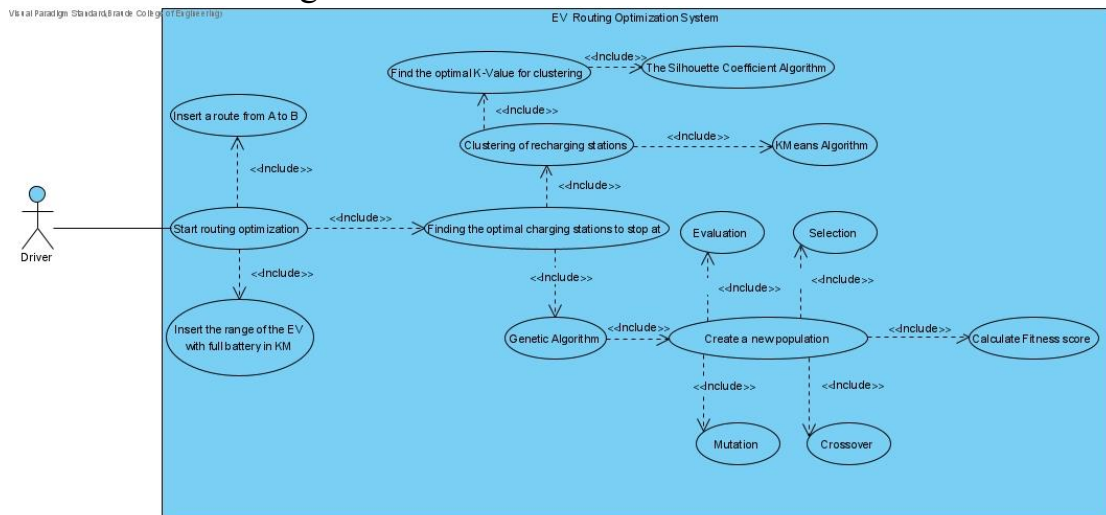 Visual Paradigm Standard(Braude College of Engineering)
EV Routing Optimization System
Find the optimal K-Value for clustering
<<Include>>
The Silhouette Coefficient Algorithm
Insert a route from A to B
<<Include>>
Clustering of recharging stations
<<Include>>
KMeans Algorithm
<<Include>>
<<Include>>
Driver
Start routing optimization
<<Include>>
Finding the optimal charging stations to stop at
Evaluation
Selection
<<Include>>
<<Include>>
<<Include>>
<<Include>>
Insert the range of the EV
with full battery in KM
Genetic Algorithm
<<Include>>
Create a new population
<<Include>>
Calculate Fitness score
<<Include>>
<<Include>>
Mutation
Crossover